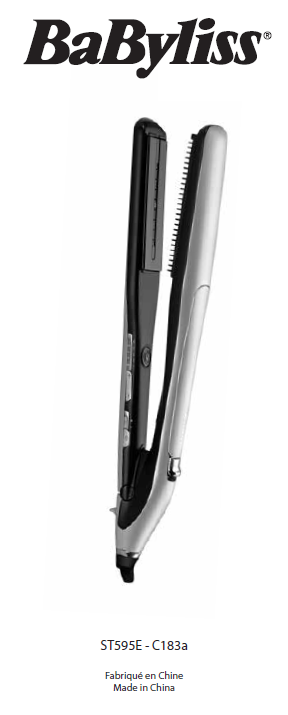 BaByliss®
ST595E - C183a
Fabriqué en Chine
Made in China